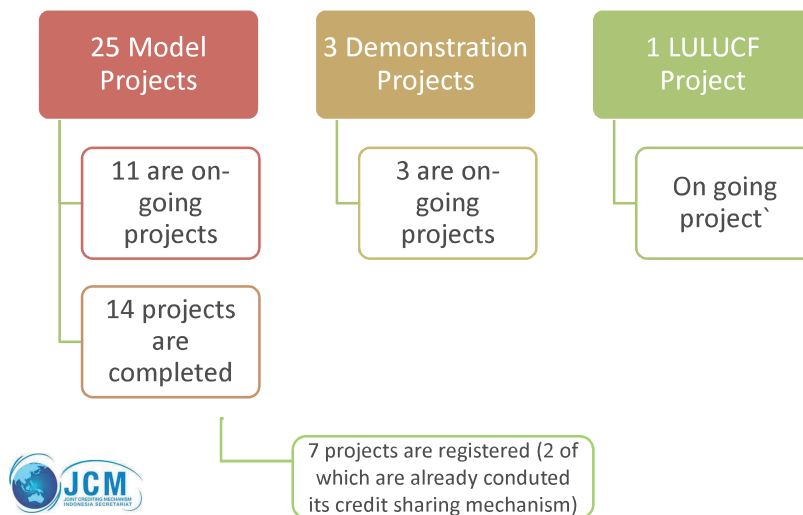 25 Model
Projects
11 are on-
going
projects
14 projects
are
completed
3 Demonstration
Projects
3 are on-
going
projects
1 LULUCF
Project
On going
project`
7 projects are registered (2 of
which are already conduted
its credit sharing mechanism)
JCM
JOINT CREDITING MECHANISM
INDONESIA SECRETARIAT